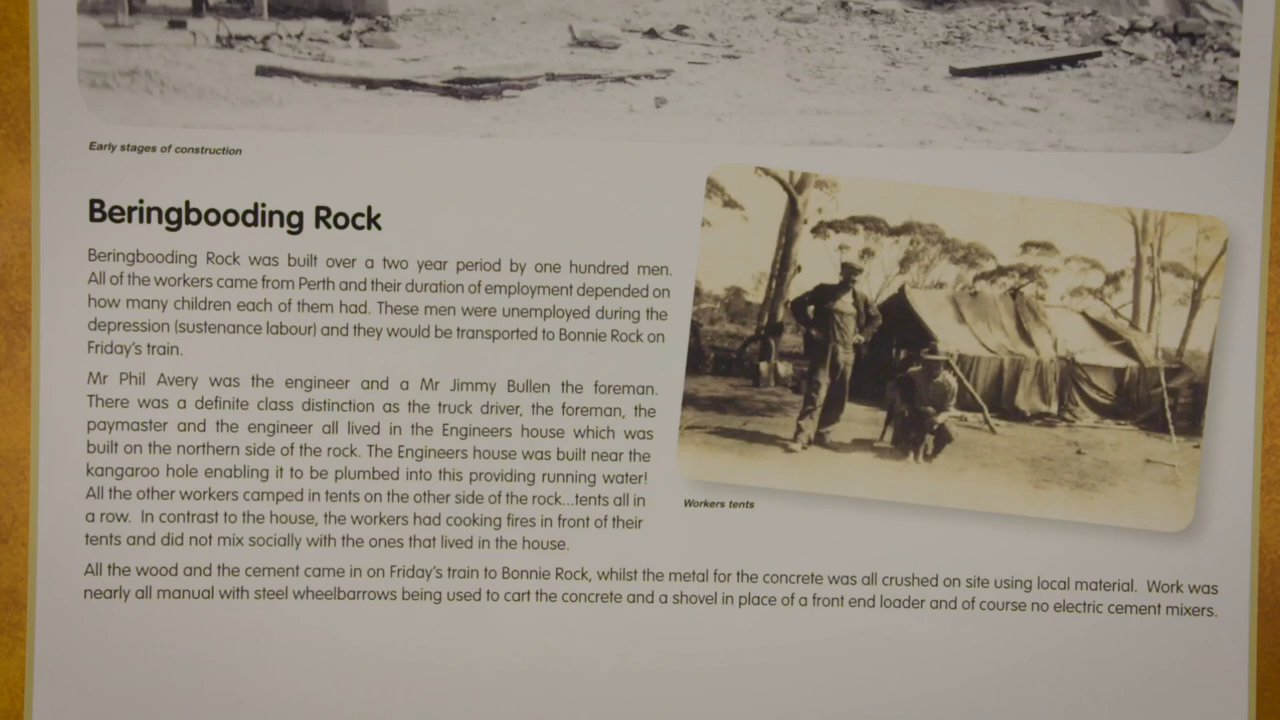 Early stages of construction
Beringbooding Rock
Beringbooding Rock was built over a two year period by one hundred men.
All of the workers came from Perth and their duration of employment depended on
how many children each of them had. These men were unemployed during the
depression (sustenance labour) and they would be transported to Bonnie Rock on
Friday's train.
Mr Phil Avery was the engineer and a Mr Jimmy Bullen the foreman.
There was a definite class distinction as the truck driver, the foreman, the
paymaster and the engineer all lived in the Engineers house which was
built on the northern side of the rock. The Engineers house was built near the
kangaroo hole enabling it to be plumbed into this providing running water!
All the other workers camped in tents on the other side of the rock...tents all in
a row. In contrast to the house, the workers had cooking fires in front of their
tents and did not mix socially with the ones that lived in the house.
Workers tents
All the wood and the cement came in on Friday's train to Bonnie Rock, whilst the metal for the concrete was all crushed on site using local material. Work was
nearly all manual with steel wheelbarrows being used to cart the concrete and a shovel in place of a front end loader and of course no electric cement mixers.